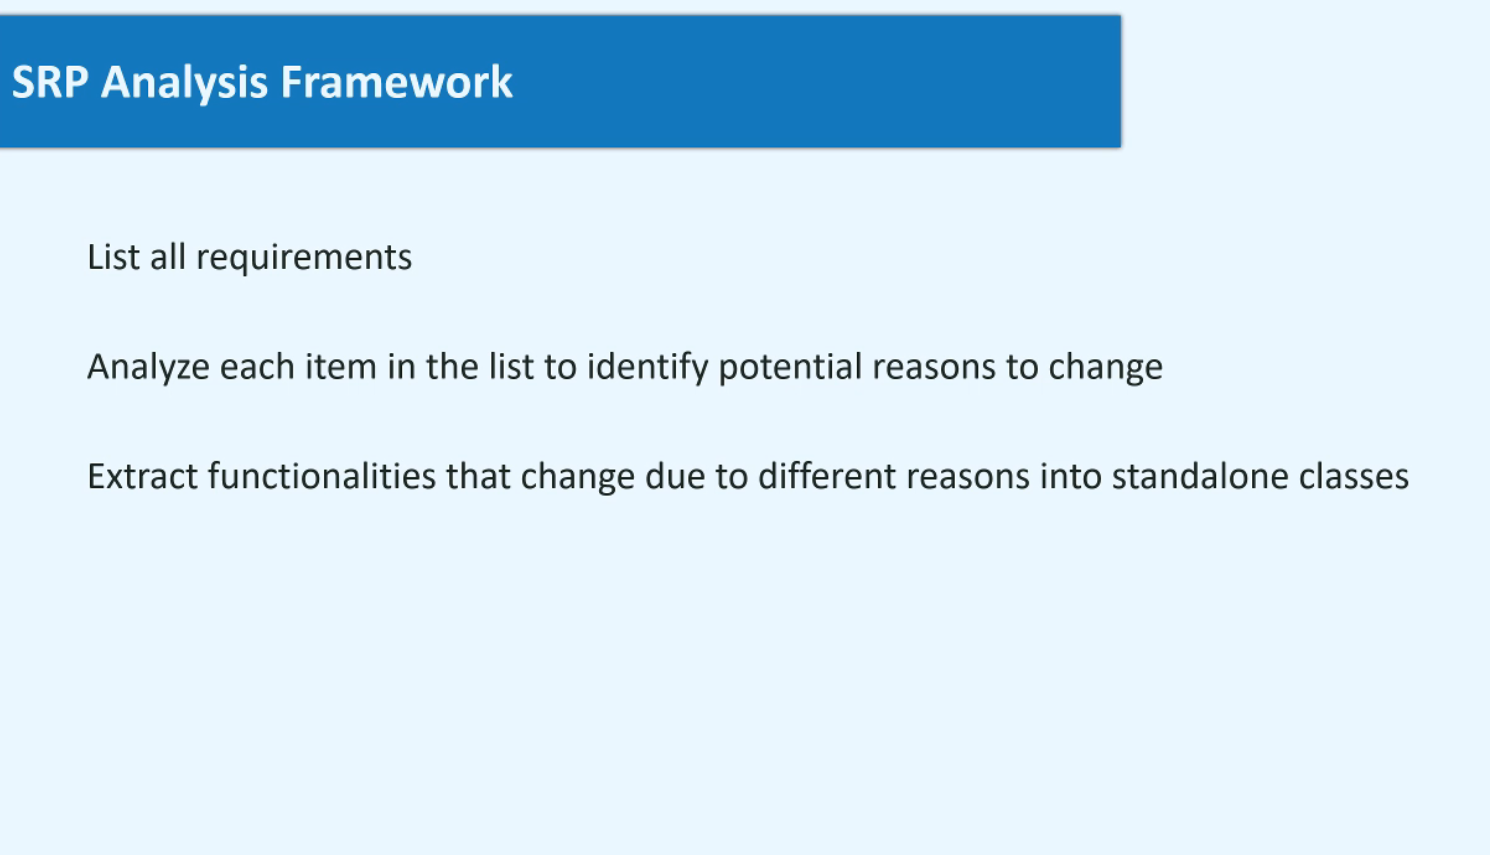 SRP Analysis Framework
List all requirements
Analyze each item in the list to identify potential reasons to change
Extract functionalities that change due to different reasons into standalone classes